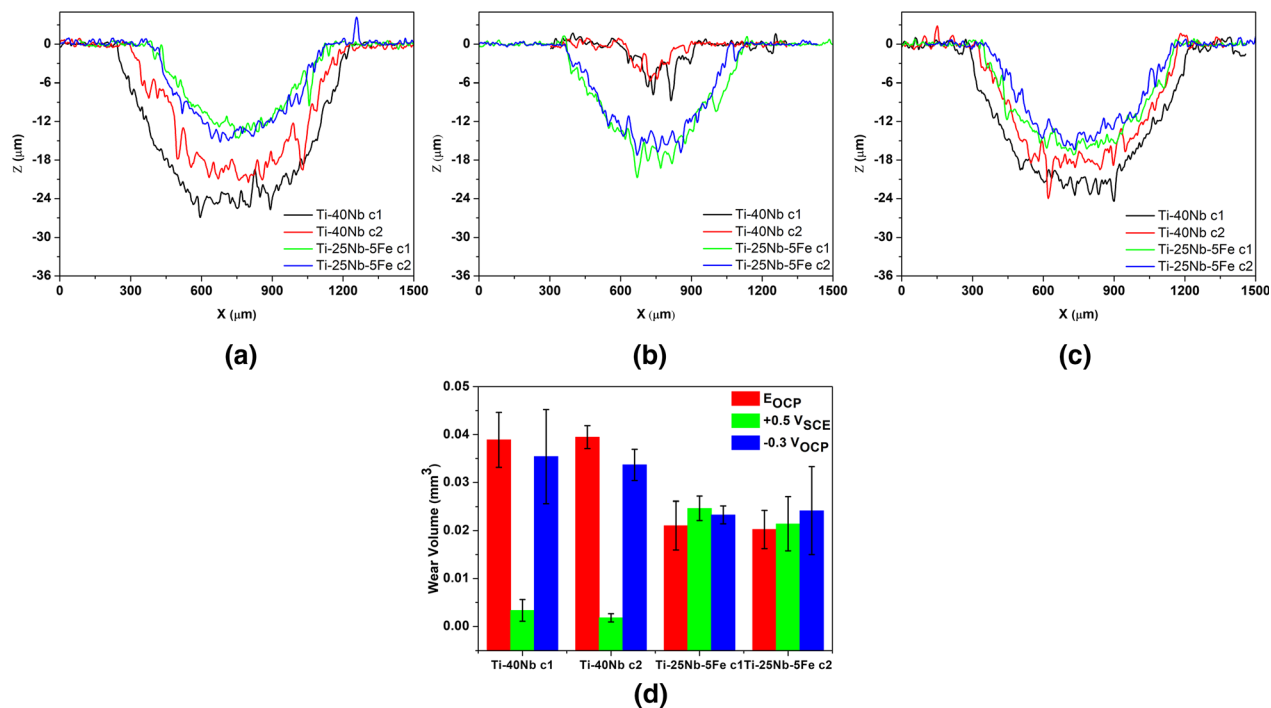 0
-6
-12
-18
-24
-30
-36
Z (μm)
0 300 600 900 1200 1500
X (μm)
Ti-40Nb c1
Ti-40Nb c2
Ti-25Nb-5Fe c1
Ti-25Nb-5Fe c2
(a)
0
-6
-12
-18
-24
-30
-36
Z (μm)
0 300 600 900 1200 1500
X (μm)
Ti-40Nb c1
Ti-40Nb c2
Ti-25Nb-5Fe c1
Ti-25Nb-5Fe c2
(b)
0
-6
-12
-18
-24
-30
-36
Z (μm)
0 300 600 900 1200 1500
X (μm)
Ti-40Nb c1
Ti-40Nb c2
Ti-25Nb-5Fe c1
Ti-25Nb-5Fe c2
(c)
0.05
0.04
0.03
0.02
0.01
0.00
Wear Volume (mm³)
EOCP
+0.5 VSCE
-0.3 VOCP
Ti-40Nb c1 Ti-40Nb c2 Ti-25Nb-5Fe c1 Ti-25Nb-5Fe c2
(d)